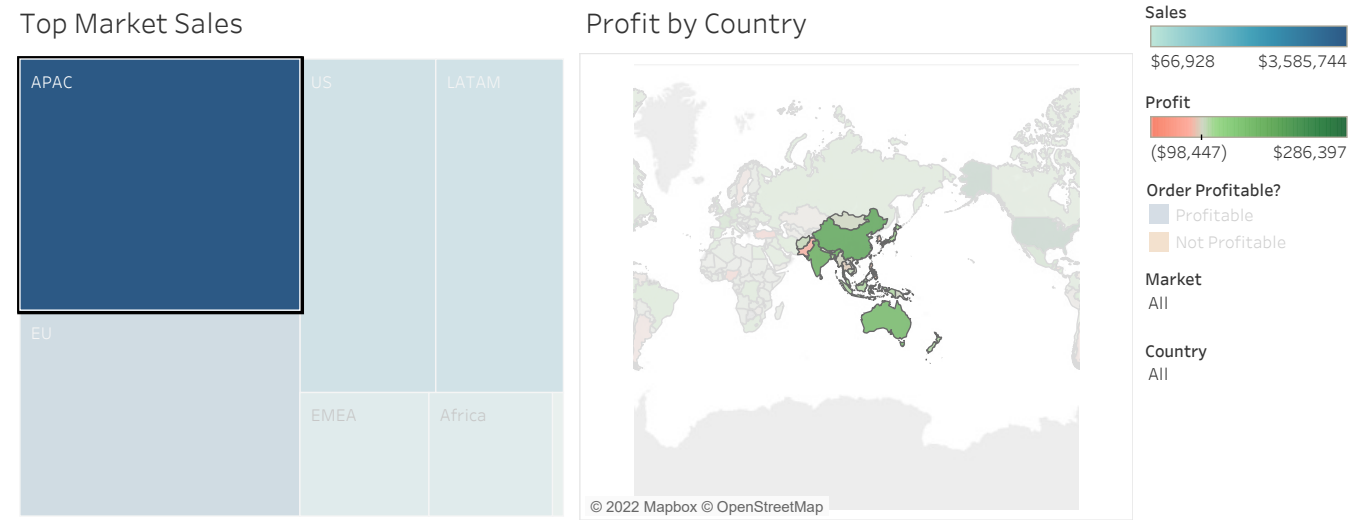 Top Market Sales
APAC
US
LATAM
EU
EMEA
Africa
Profit by Country
© 2022 Mapbox © OpenStreetMap
Sales
$66,928 $3,585,744
Profit
($98,447) $286,397
Order Profitable?
Profitable
Not Profitable
Market
All
Country
All